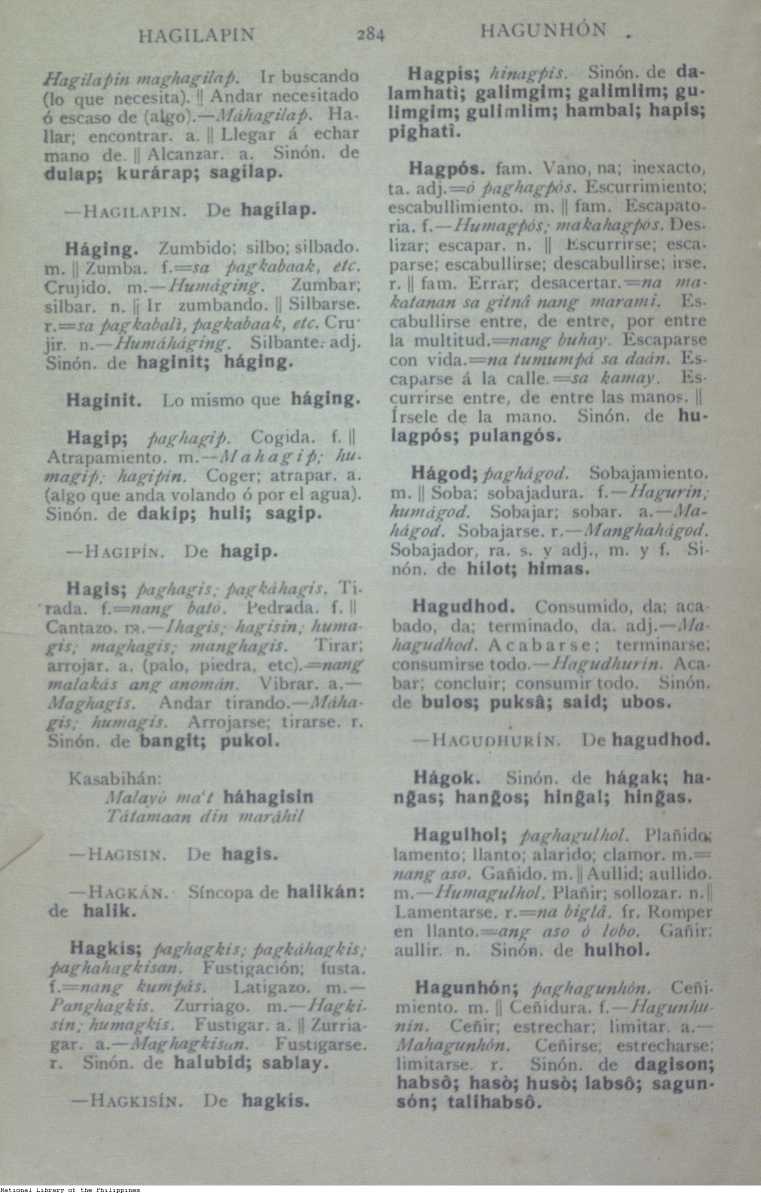 HAGILAPIN
284
HAGUNHÓN
Hagilapin maghagilap. Ir buscando
(lo que necesita). || Andar necesitado
ó escaso de (algo).—Máhagilap. Ha-
llar; encontrar. a. || Llegar á echar
mano de. || Alcanzar. a. Sinón. de
dulap; kurárap; sagilap.
—HAGILAPIN. De hagilap.
Háging. Zumbido; silbo; silbado.
m. || Zumba. f.=sa pagkabaak, etc.
Crujido. m.—Humáging. Zumbar;
silbar. n. || Ir zumbando. || Silbarse.
r.=sa pagkabalì, pagkabaak, etc. Cru-
jir. n.—Humáháging. Silbante. adj.
Sinón. de haginit; háging.
Haginit. Lo mismo que háging.
Hagip; paghagip. Cogida. f. ||
Atrapamiento. m.—Mahagip; hu-
magip; hagipin. Coger; atrapar. a.
(algo que anda volando ó por el agua).
Sinón. de dakip; huli; sagip.
—HAGIPÍN. De hagip.
Hagis; paghagis; pagkáhagis. Ti-
rada. f.=nang bato. Pedrada. f. ||
Cantazo. m.—Ihagis; hagisin; huma-
gis; maghagis; manghagis. Tirar;
arrojar. a. (palo, piedra, etc).=nang
malakás ang anomán. Vibrar. a.—
Maghagis. Andar tirando.—Máha-
gis; humagis. Arrojarse; tirarse. r.
Sinón. de bangit; pukol.
Kasabihán:
Malayò ma't háhagisin
Tátamaan din maráhil
—HAGISIN. De hagis.
—HAGKÁN. Síncopa de halikán:
de halik.
Hagkis; paghagkis; pagkáhagkis;
paghahagkisan. Fustigación; fusta.
f.=nang kumpás. Latigazo. m.—
Panghagkis. Zurriago. m.—Hagki-
sin; humagkis. Fustigar. a. || Zurria-
gar. a.—Maghagkisan. Fustigarse.
r. Sinón. de halubid; sablay.
—HAGKISÍN. De hagkis.
Hagpis; hinagpis. Sinón. de da-
lamhatì; galimgim; galimlim; gu-
limgim; gulimlim; hambal; hapis;
pighatì.
Hagpós. fam. Vano, na; inexacto,
ta. adj.=ó paghagpós. Escurrimiento;
escabullimiento. m. || fam. Escapato-
ria. f.—Humagpós; makahagpos. Des-
lizar; escapar. n. || Escurrirse; esca-
parse; escabullirse; descabullirse; irse.
r. || fam. Errar; desacertar.=na ma-
katanan sa gitná nang marami. Es-
cabullirse entre, de entre, por entre
la multitud.=nang buhay. Escaparse
con vida.=na tumumpá sa daán. Es-
caparse á la calle.=sa kamay. Es-
currirse entre, de entre las manos. ||
Írsele de la mano. Sinón. de hu-
lagpós; pulangós.
Hágod; paghágod. Sobajamiento.
m. || Soba; sobajadura. f.—Hagurin;
humágod. Sobajar; sobar. a.—Ma-
hágod. Sobajarse. r.—Manghahágod.
Sobajador, ra. s. y adj., m. y f. Si-
nón. de hilot; himas.
Hagudhod. Consumido, da; aca-
bado, da; terminado, da. adj.—Ma-
hagudhod. Acabarse; terminarse;
consumirse todo.—Hagudhurin. Aca-
bar; concluir; consumir todo. Sinón.
de bulos; puksâ; said; ubos.
—HAGUDHURÍN. De hagudhod.
Hágok. Sinón. de hágak; ha-
ng̃as; hang̃os; hing̃al; hing̃as.
Hagulhol; paghagulhol. Plañido;
lamento; llanto; alarido; clamor. m.=
nang aso. Gañido. m. || Aullid; aullido.
m.—Humagulhol. Plañir; sollozar. n. ||
Lamentarse. r.=na biglâ. fr. Romper
en llanto.=ang aso ó lobo. Gañir;
aullir. n. Sinón. de hulhol.
Hagunhón; paghagunhón. Ceñi-
miento. m. || Ceñidura. f.—Hagunhu-
nin. Ceñir; estrechar; limitar. a.—
Mahagunhón. Ceñirse; estrecharse;
limitarse. r. Sinón. de dagison;
habsô; hasò; husò; labsô; sagun-
són; talihabsô.
National Library of the Philippines